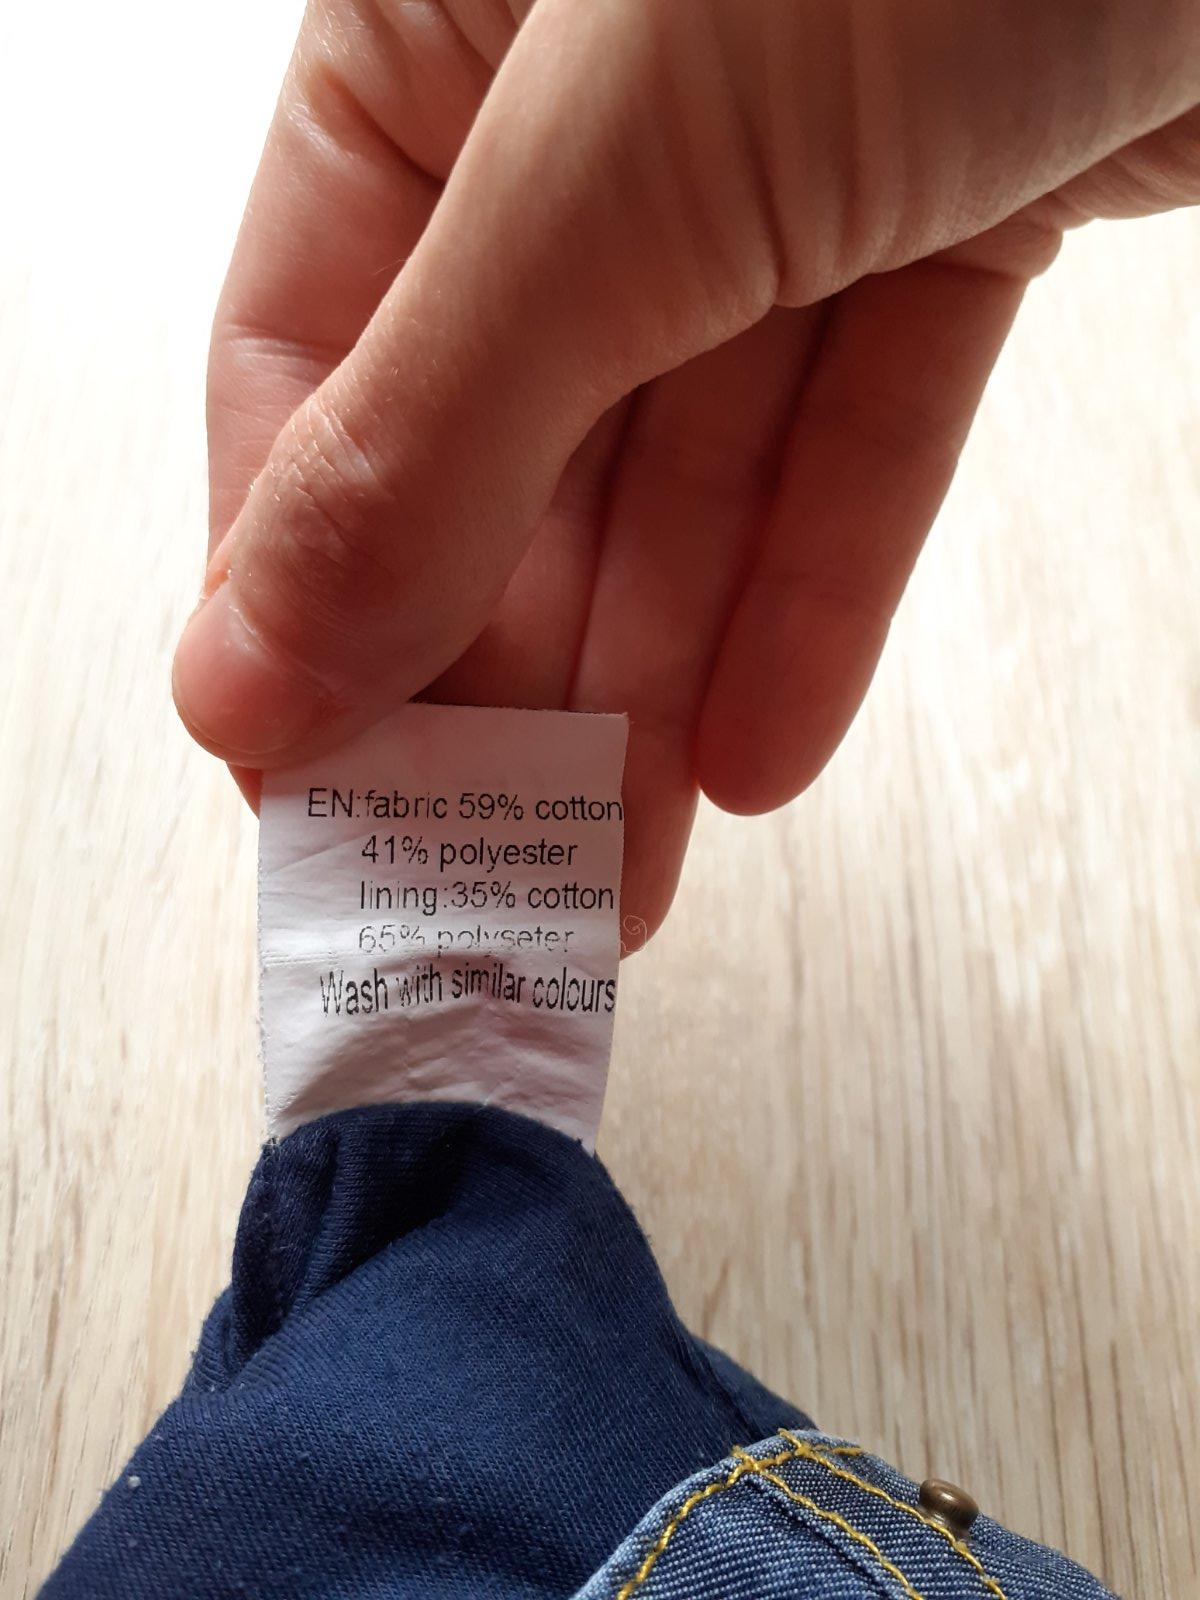 EN:fabric 59% cotton
41% polyester
lining:35% cotton
65% polyseter
Wash with similar colours